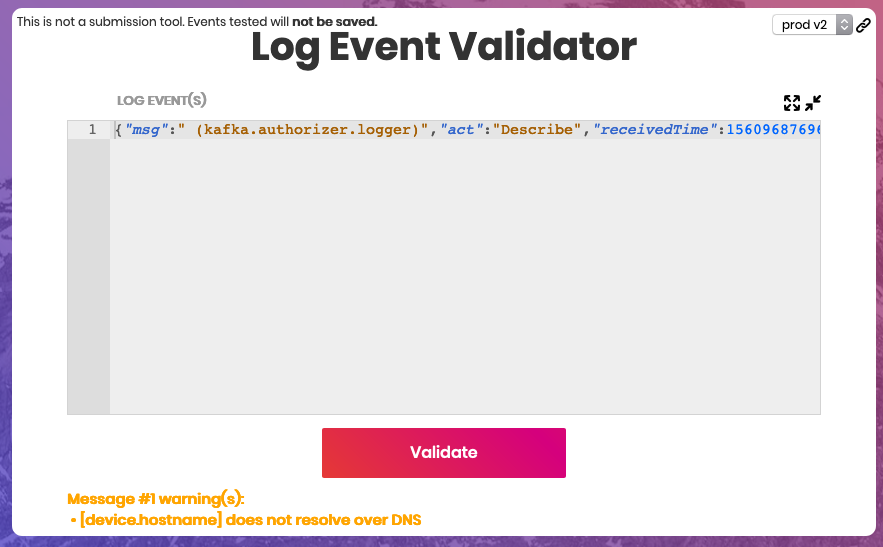 This is not a submission tool. Events tested will not be saved.
prod v2
Log Event Validator
LOG EVENT(S)
1 {"msg":" (kafka.authorizer.logger)","act":"Describe","receivedTime":15609687696
Validate
Message #1 warning(s):
• [device.hostname] does not resolve over DNS